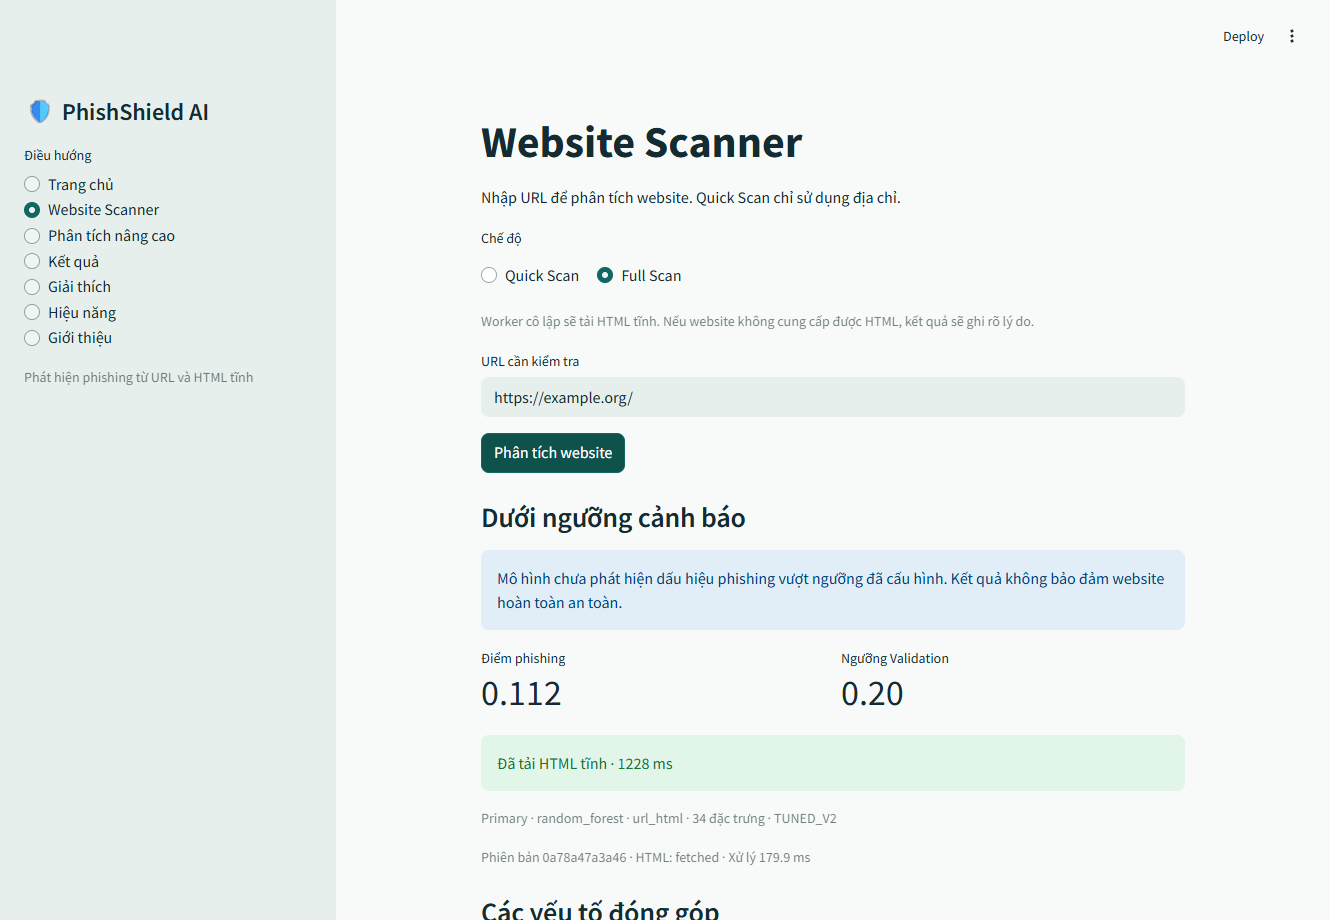 Deploy
PhishShield AI
Điều hướng
Trang chủ
Website Scanner
Phân tích nâng cao
Kết quả
Giải thích
Hiệu năng
Giới thiệu
Phát hiện phishing từ URL và HTML tĩnh
Website Scanner
Nhập URL để phân tích website. Quick Scan chỉ sử dụng địa chỉ.
Chế độ
Quick Scan
Full Scan
Worker cô lập sẽ tải HTML tĩnh. Nếu website không cung cấp được HTML, kết quả sẽ ghi rõ lý do.
URL cần kiểm tra
https://example.org/
Phân tích website
Dưới ngưỡng cảnh báo
Mô hình chưa phát hiện dấu hiệu phishing vượt ngưỡng đã cấu hình. Kết quả không bảo đảm website
hoàn toàn an toàn.
Điểm phishing
0.112
Ngưỡng Validation
0.20
Đã tải HTML tĩnh · 1228 ms
Primary · random_forest · url_html · 34 đặc trưng · TUNED_V2
Phiên bản 0a78a47a3a46 · HTML: fetched · Xử lý 179.9 ms
Các yếu tố đóng góp